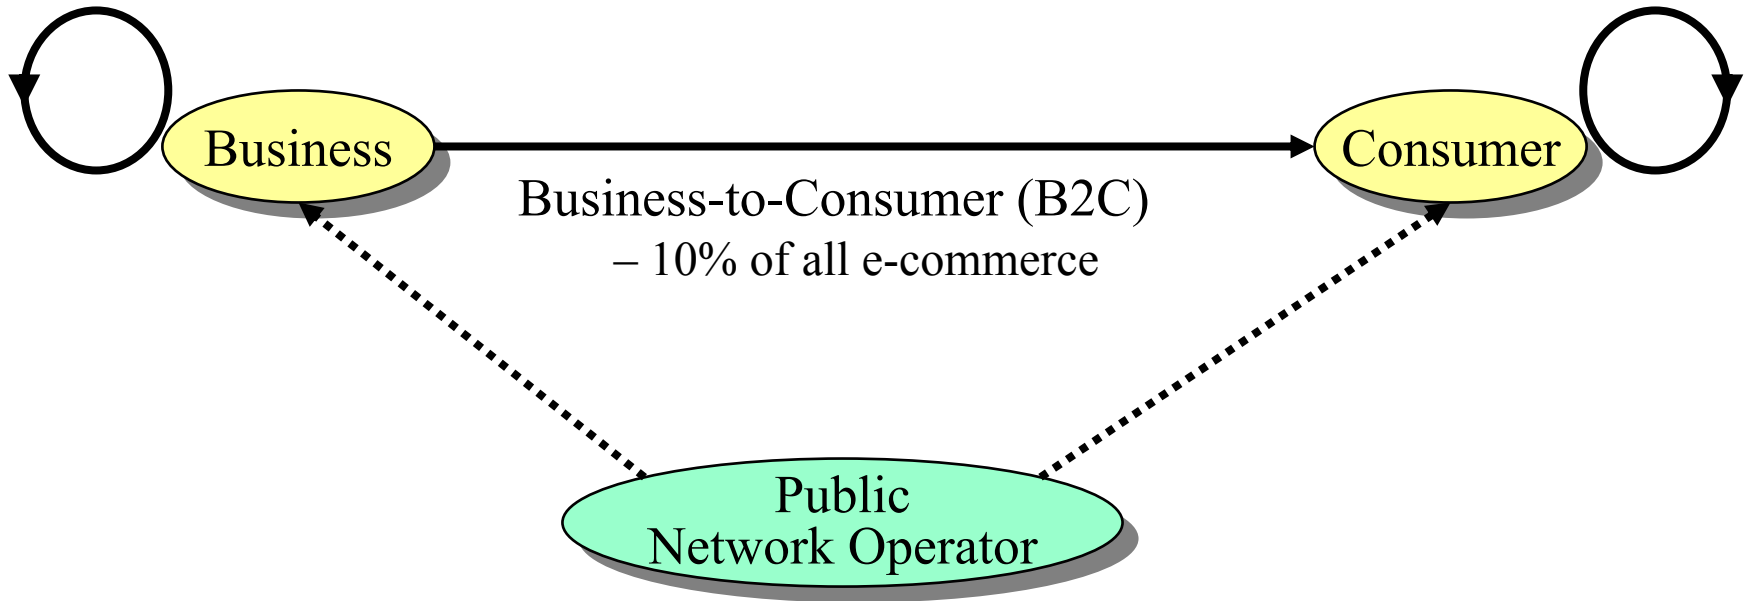 Business
Consumer
Business-to-Consumer (B2C)
– 10% of all e-commerce
Public
Network Operator